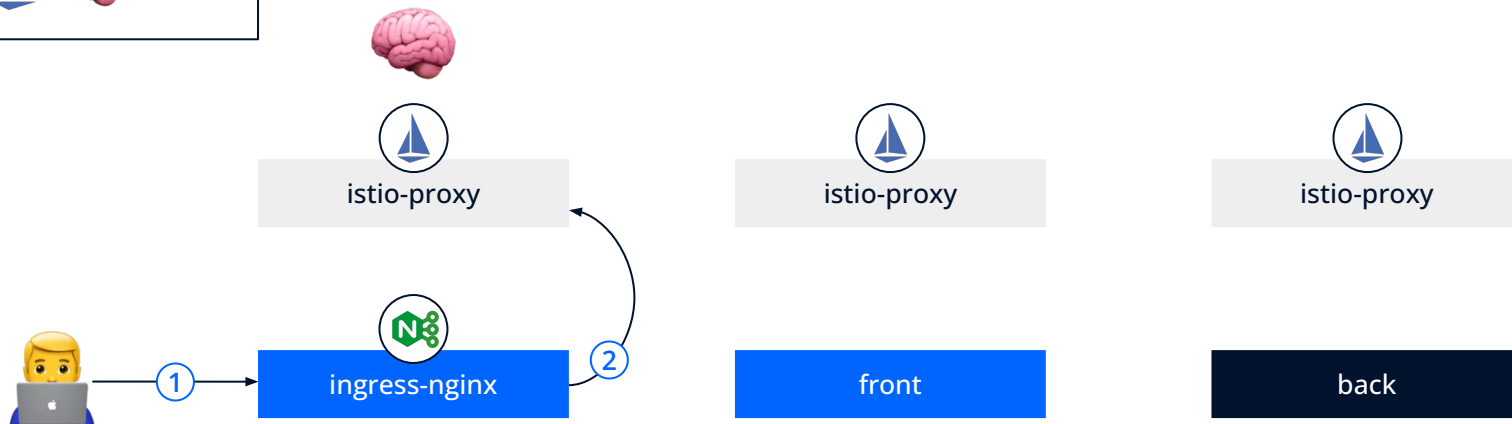 istio-proxy
istio-proxy
istio-proxy
N
1
ingress-nginx
2
front
back